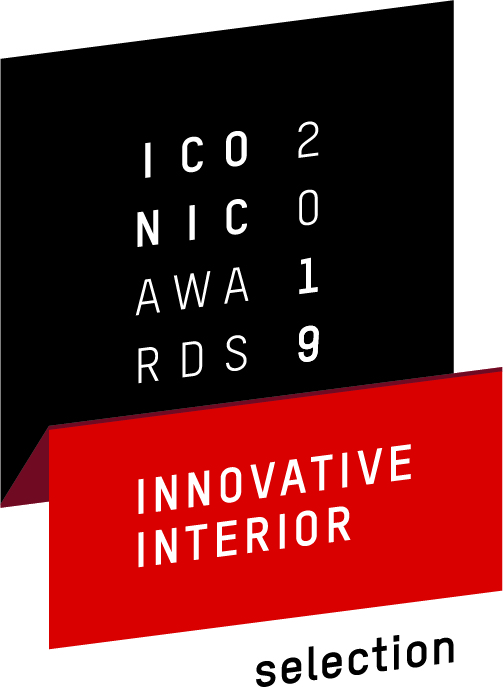 ICO 2
NIC 0
AWA 1
RDS 9
INNOVATIVE
INTERIOR
selection